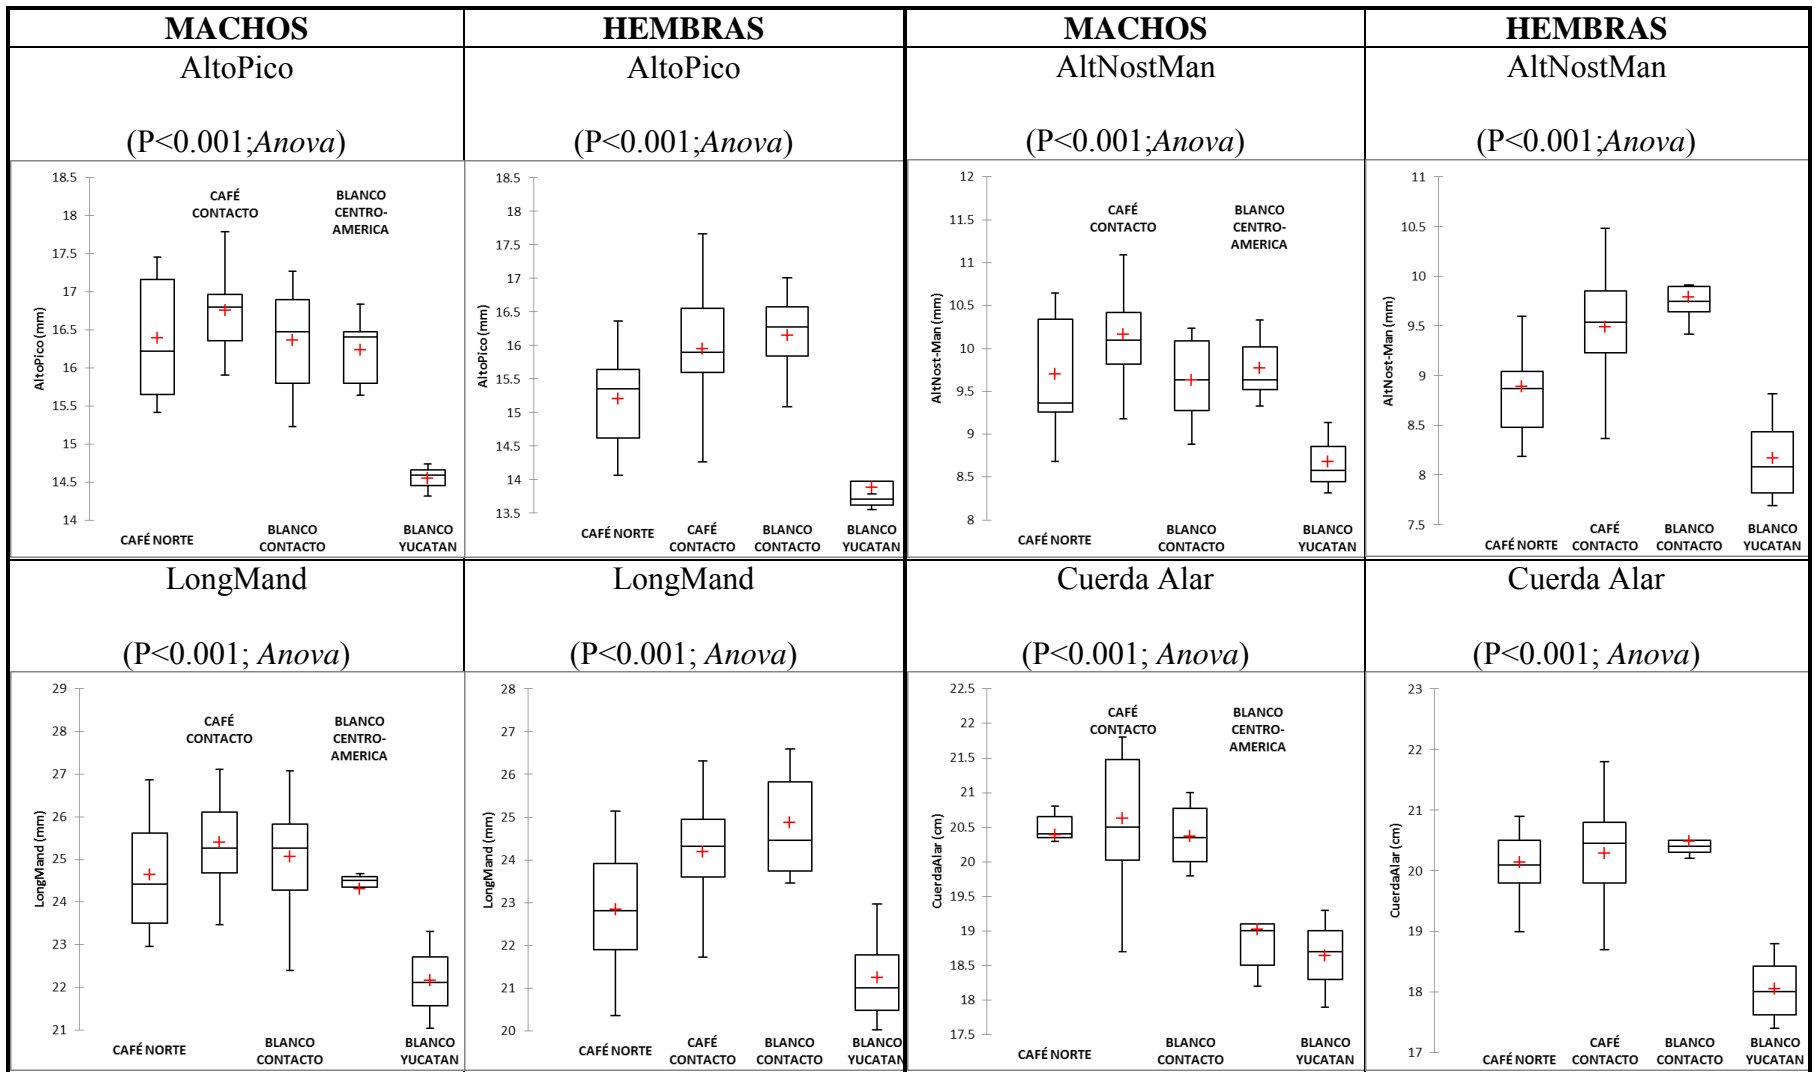 MACHOS
HEMBRAS
MACHOS
HEMBRAS
AltoPico
(P<0.001;Anova)
AltoPico
(P<0.001;Anova)
AltNostMan
(P<0.001;Anova)
AltNostMan
(P<0.001;Anova)
18.5
18
17.5
17
16.5
16
15.5
15
14.5
14
AltoPico (mm)
CAFÉ
CONTACTO
BLANCO
CENTRO-
AMERICA
CAFÉ NORTE
BLANCO
CONTACTO
BLANCO
YUCATAN
18.5
18
17.5
17
16.5
16
15.5
15
14.5
14
13.5
AltoPico (mm)
CAFÉ NORTE
CAFÉ
CONTACTO
BLANCO
CONTACTO
BLANCO
YUCATAN
12
11.5
11
10.5
10
9.5
9
8.5
8
AltNost-Man (mm)
CAFÉ
CONTACTO
BLANCO
CENTRO-
AMERICA
CAFÉ NORTE
BLANCO
CONTACTO
BLANCO
YUCATAN
11
10.5
10
9.5
9
8.5
8
7.5
AltNost-Man (mm)
CAFÉ NORTE
CAFÉ
CONTACTO
BLANCO
CONTACTO
BLANCO
YUCATAN
LongMand
(P<0.001; Anova)
LongMand
(P<0.001; Anova)
Cuerda Alar
(P<0.001; Anova)
Cuerda Alar
(P<0.001; Anova)
29
28
27
26
25
24
23
22
21
LongMand (mm)
CAFÉ
CONTACTO
BLANCO
CENTRO-
AMERICA
CAFÉ NORTE
BLANCO
CONTACTO
BLANCO
YUCATAN
28
27
26
25
24
23
22
21
20
LongMand (mm)
CAFÉ NORTE
CAFÉ
CONTACTO
BLANCO
CONTACTO
BLANCO
YUCATAN
22.5
22
21.5
21
20.5
20
19.5
19
18.5
18
17.5
CuerdaAlar (cm)
CAFÉ
CONTACTO
BLANCO
CENTRO-
AMERICA
CAFÉ NORTE
BLANCO
CONTACTO
BLANCO
YUCATAN
23
22
21
20
19
18
17
CuerdaAlar (cm)
CAFÉ NORTE
CAFÉ
CONTACTO
BLANCO
CONTACTO
BLANCO
YUCATAN